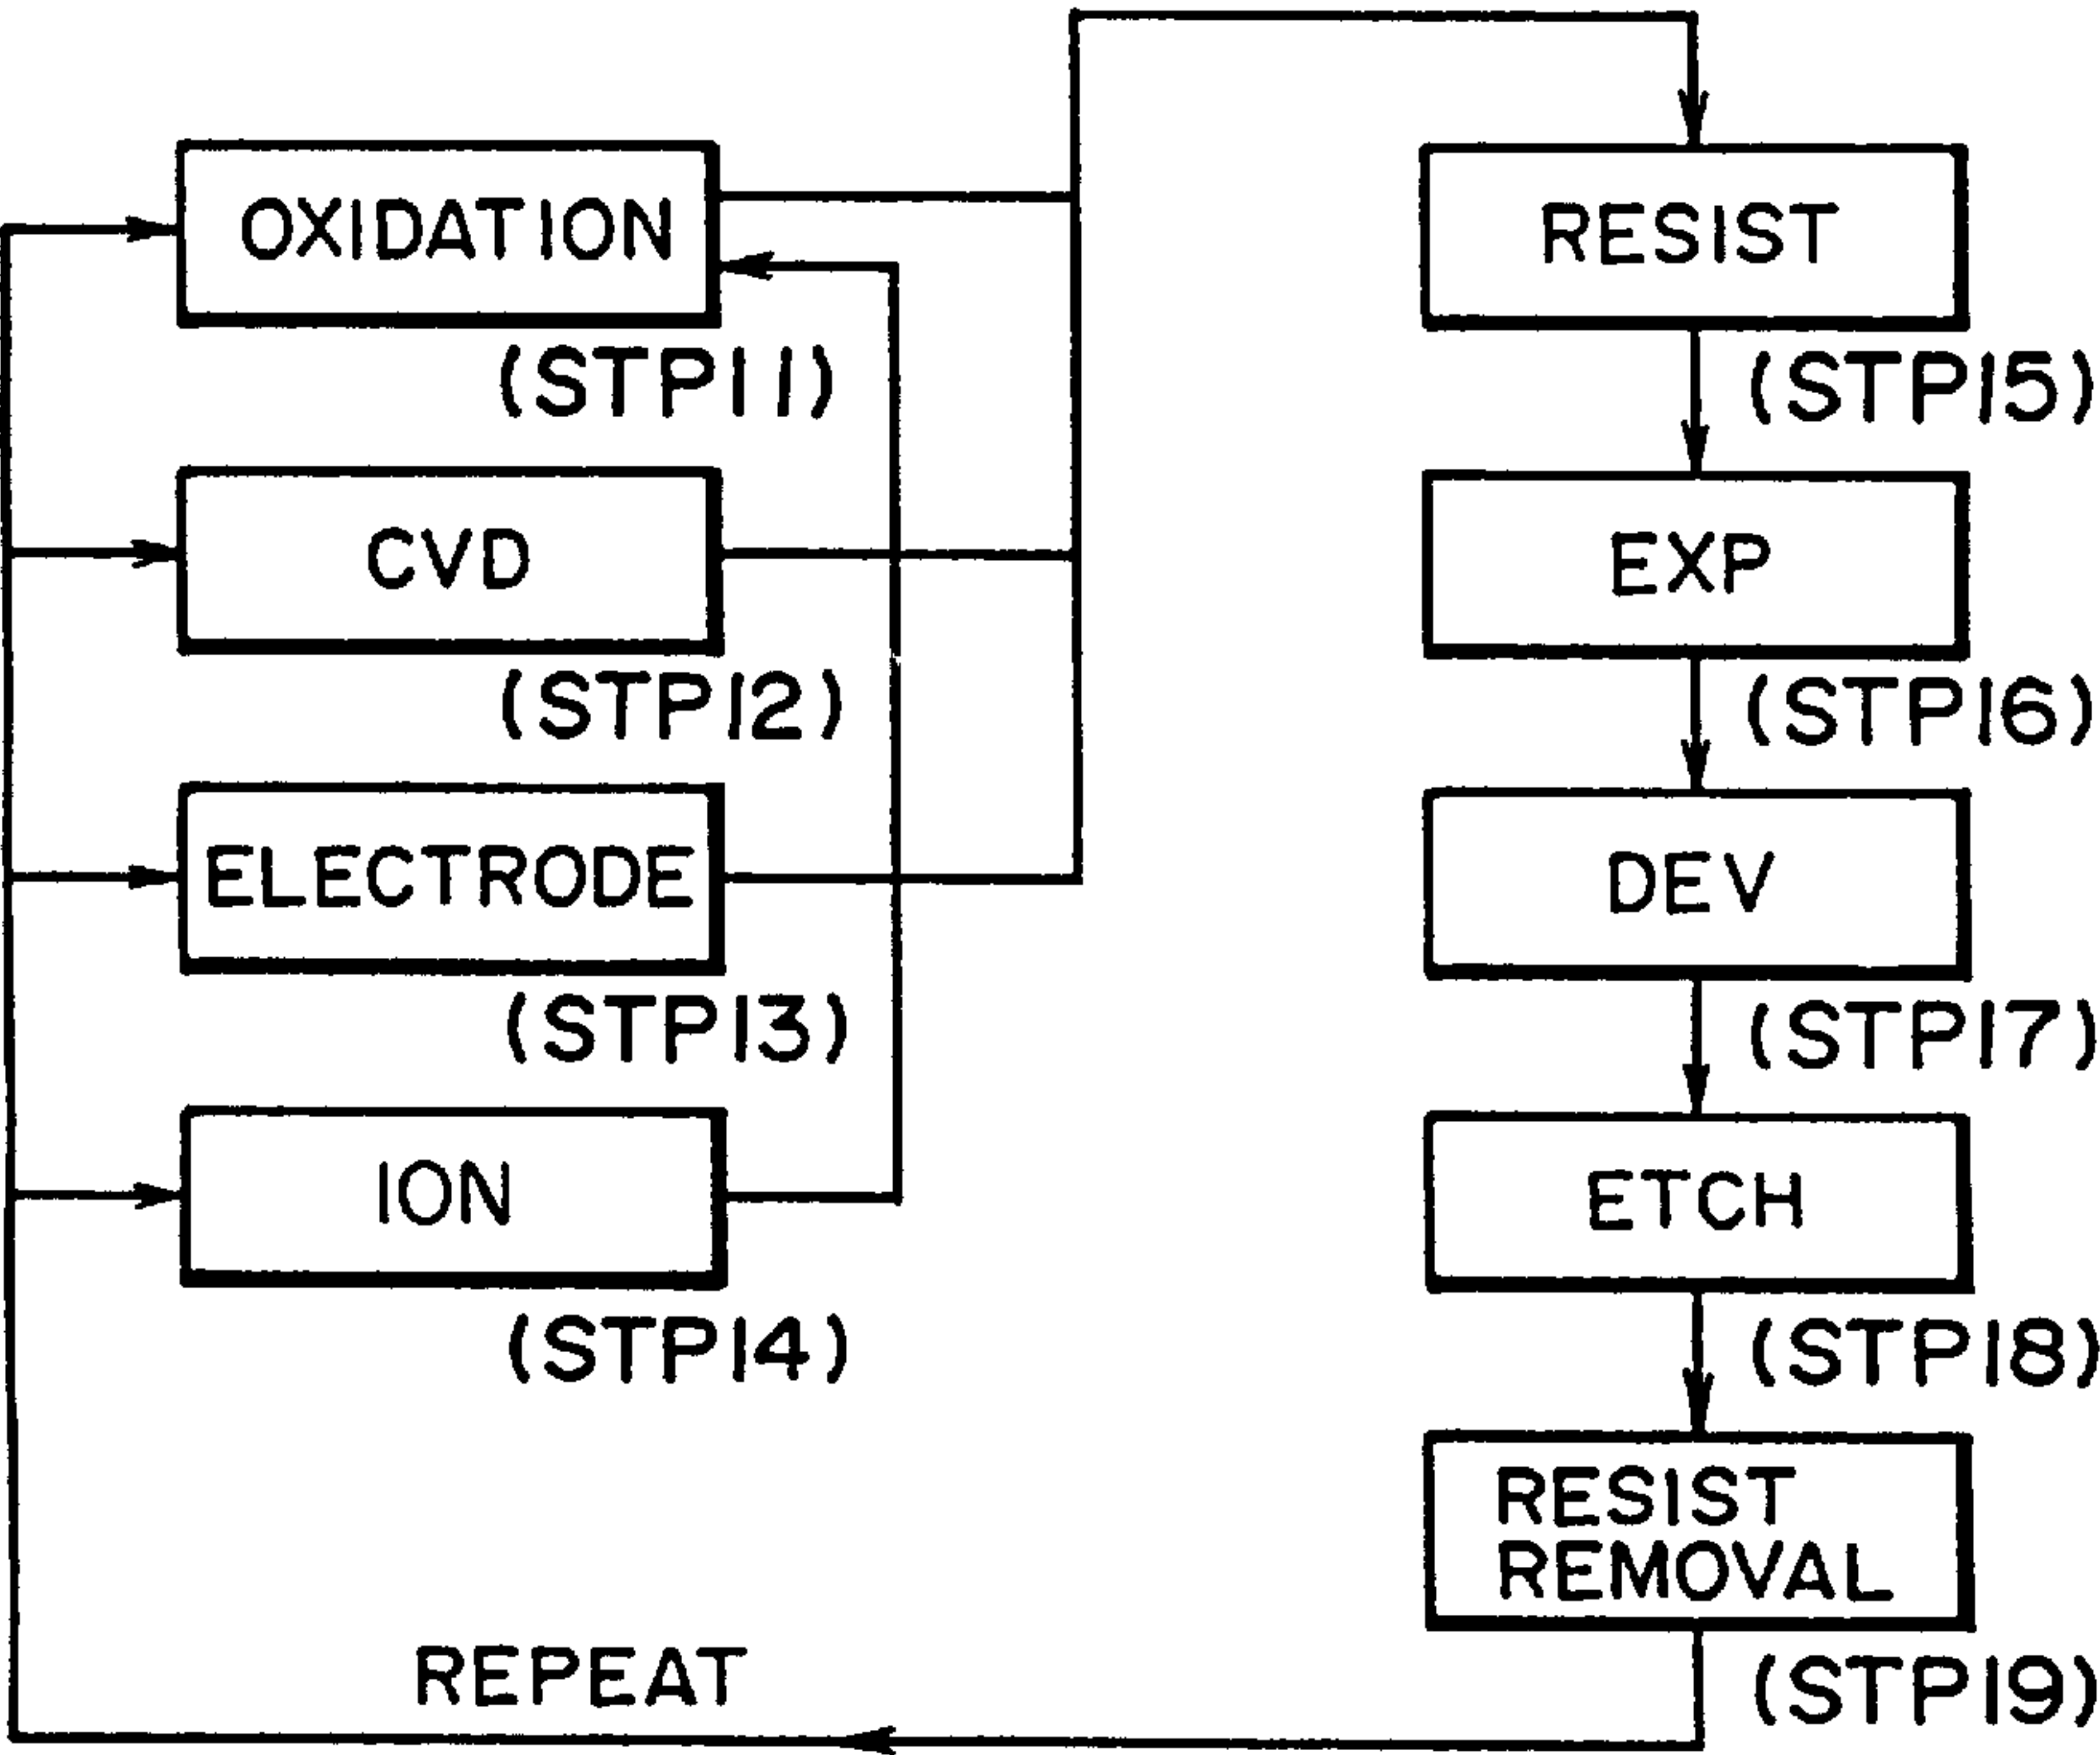 OXIDATION
(STP11)
CVD
(STP12)
ELECTRODE
(STP13)
ION
(STP14)
RESIST
(STP15)
EXP
(STP16)
DEV
(STP17)
ETCH
(STP18)
RESIST
REMOVAL
(STP19)
REPEAT